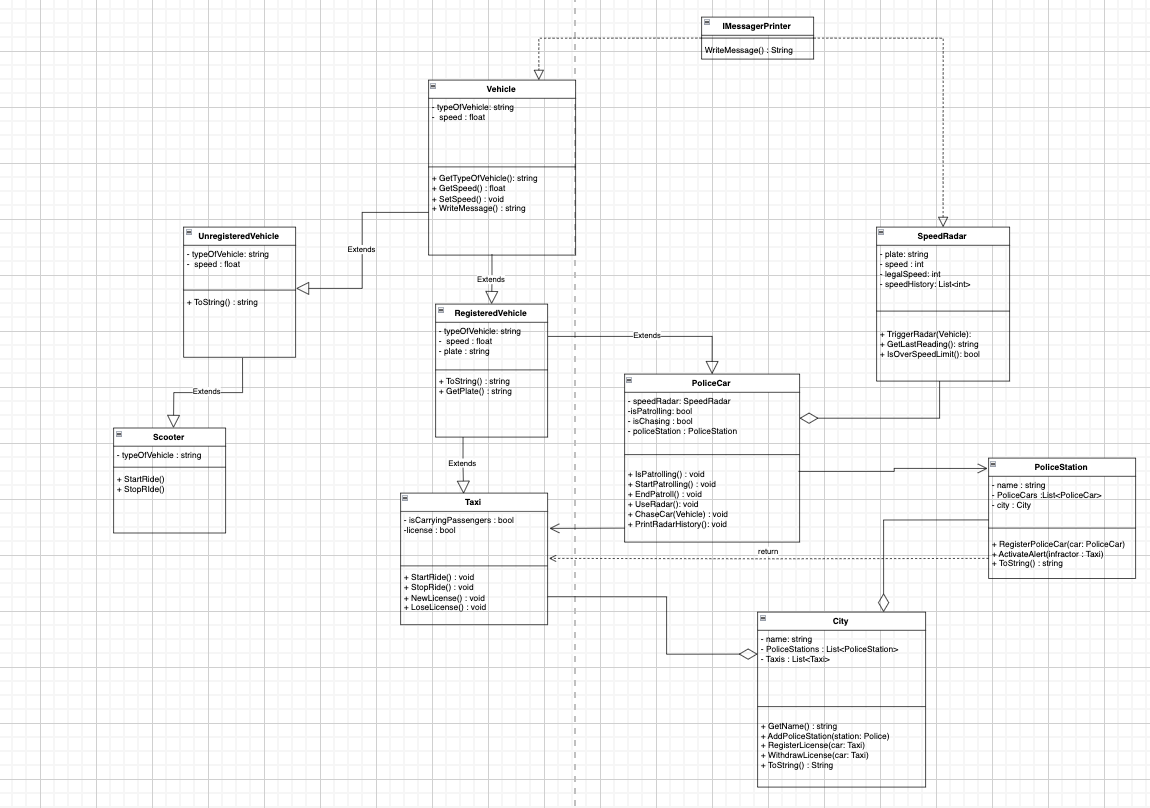 IMessagerPrinter
WriteMessage() : String
Vehicle
- typeOfVehicle: string
- speed : float
+ GetTypeOfVehicle(): string
+ GetSpeed() : float
+ SetSpeed() : void
+ WriteMessage() : string
Extends
Extends
UnregisteredVehicle
- typeOfVehicle: string
- speed : float
+ ToString() : string
Extends
Scooter
- typeOfVehicle : string
+ StartRide()
+ StopRIde()
RegisteredVehicle
- typeOfVehicle: string
- speed : float
- plate : string
+ ToString() : string
+ GetPlate() : string
Extends
Extends
Taxi
- isCarryingPassengers : bool
-license : bool
+ StartRide() : void
+ StopRide() : void
+ NewLicense() : void
+ LoseLicense() : void
SpeedRadar
- plate: string
- speed : int
- legalSpeed: int
- speedHistory: List<int>
+ TriggerRadar(Vehicle):
+ GetLastReading(): string
+ IsOverSpeedLimit(): bool
PoliceCar
- speedRadar: SpeedRadar
-isPatrolling: bool
- isChasing : bool
- policeStation : PoliceStation
+ IsPatrolling() : void
+ StartPatrolling() : void
+ EndPatroll() : void
+ UseRadar(): void
+ ChaseCar(Vehicle) : void
+ PrintRadarHistory(): void
PoliceStation
- name : string
- PoliceCars :List<PoliceCar>
- city : City
+ RegisterPoliceCar(car: PoliceCar)
+ ActivateAlert(infractor : Taxi)
+ ToString() : string
return
City
- name: string
- PoliceStations : List<PoliceStation>
- Taxis : List<Taxi>
+ GetName() : string
+ AddPoliceStation(station: Police)
+ RegisterLicense(car: Taxi)
+ WithdrawLicense(car: Taxi)
+ ToString() : String